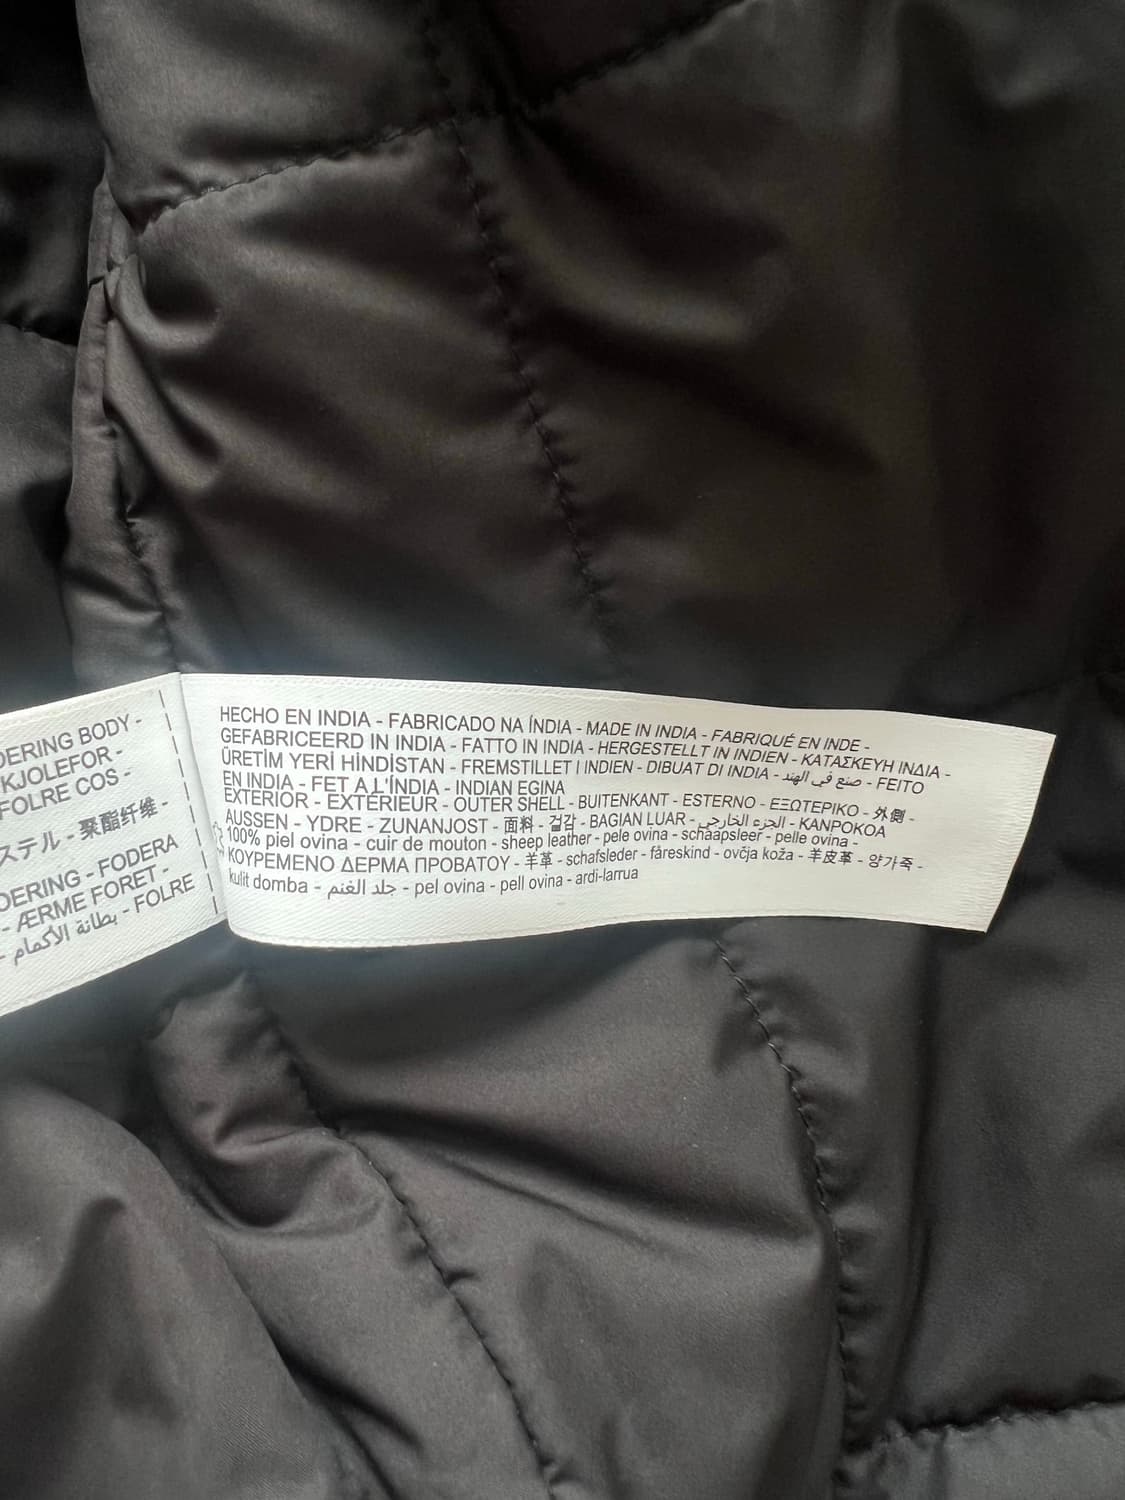 DERING BODY -
KJOLEFOR -
FOLRE COS -
ステル - 聚酯纤维 -
DERING - FODERA
- ÆRME FORET -
بطانة الأكمام - FOLRE
HECHO EN INDIA - FABRICADO NA ÍNDIA - MADE IN INDIA - FABRIQUÉ EN INDE -
GEFABRICEERD IN INDIA - FATTO IN INDIA - HERGESTELLT IN INDIEN - ΚΑΤΑΣΚΕΥΗ ΙΝΔΙΑ -
ÜRETİM YERİ HİNDİSTAN - FREMSTILLET I INDIEN - DIBUAT DI INDIA - صنع في الهند - FEITO
EN INDIA - FET A L'ÍNDIA - INDIAN EGINA
EXTERIOR - EXTÉRIEUR - OUTER SHELL - BUITENKANT - ESTERNO - ΕΞΩΤΕΡΙΚΟ - 外側 -
AUSSEN - YDRE - ZUNANJOST - 面料 - 겉감 - BAGIAN LUAR - الجزء الخارجي - KANPOKOA
100% piel ovina - cuir de mouton - sheep leather - pele ovina - schaapsleer - pelle ovina -
ΚΟΥΡΕΜΕΝΟ ΔΕΡΜΑ ΠΡΟΒΑΤΟΥ - 羊革 - schafsleder - fåreskind - ovčja koža - 羊皮革 - 양가죽 -
kulit domba - جلد الغنم - pel ovina - pell ovina - ardi-larrua